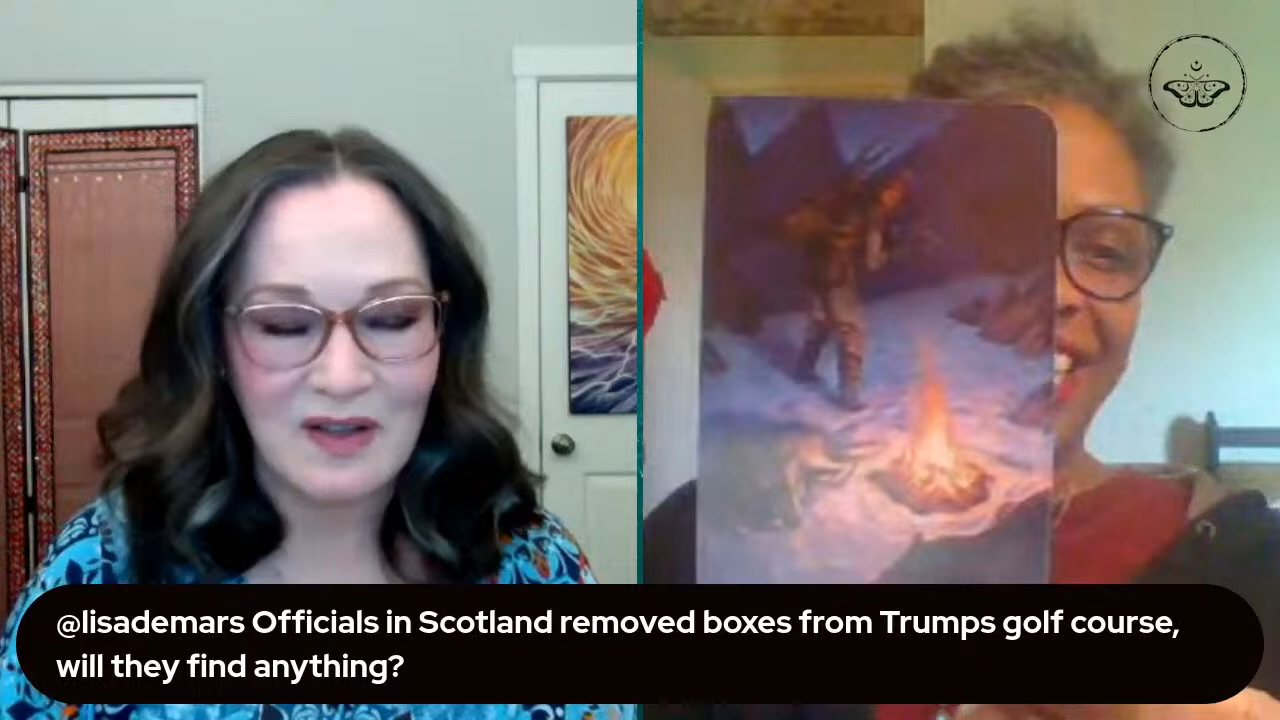 @lisademars Officials in Scotland removed boxes from Trumps golf course,
will they find anything?